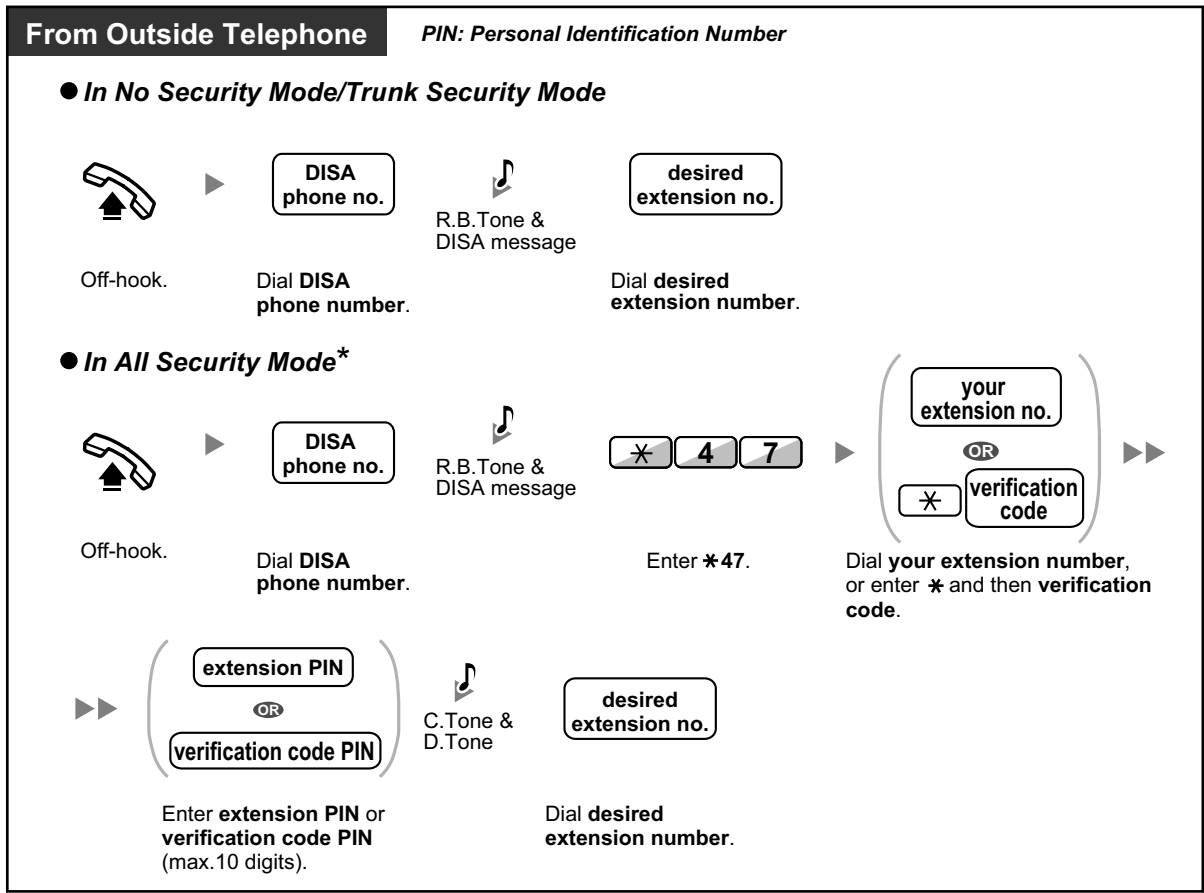 From Outside Telephone
PIN: Personal Identification Number
● In No Security Mode/Trunk Security Mode
DISA
phone no.
R.B.Tone &
DISA message
desired
extension no.
Off-hook.
Dial DISA
phone number.
Dial desired
extension number.
● In All Security Mode*
DISA
phone no.
R.B.Tone &
DISA message
* 4 7
your
extension no.
OR
* verification
code
Off-hook.
Dial DISA
phone number.
Enter *47.
Dial your extension number,
or enter * and then verification
code.
extension PIN
OR
verification code PIN
C.Tone &
D.Tone
desired
extension no.
Enter extension PIN or
verification code PIN
(max.10 digits).
Dial desired
extension number.